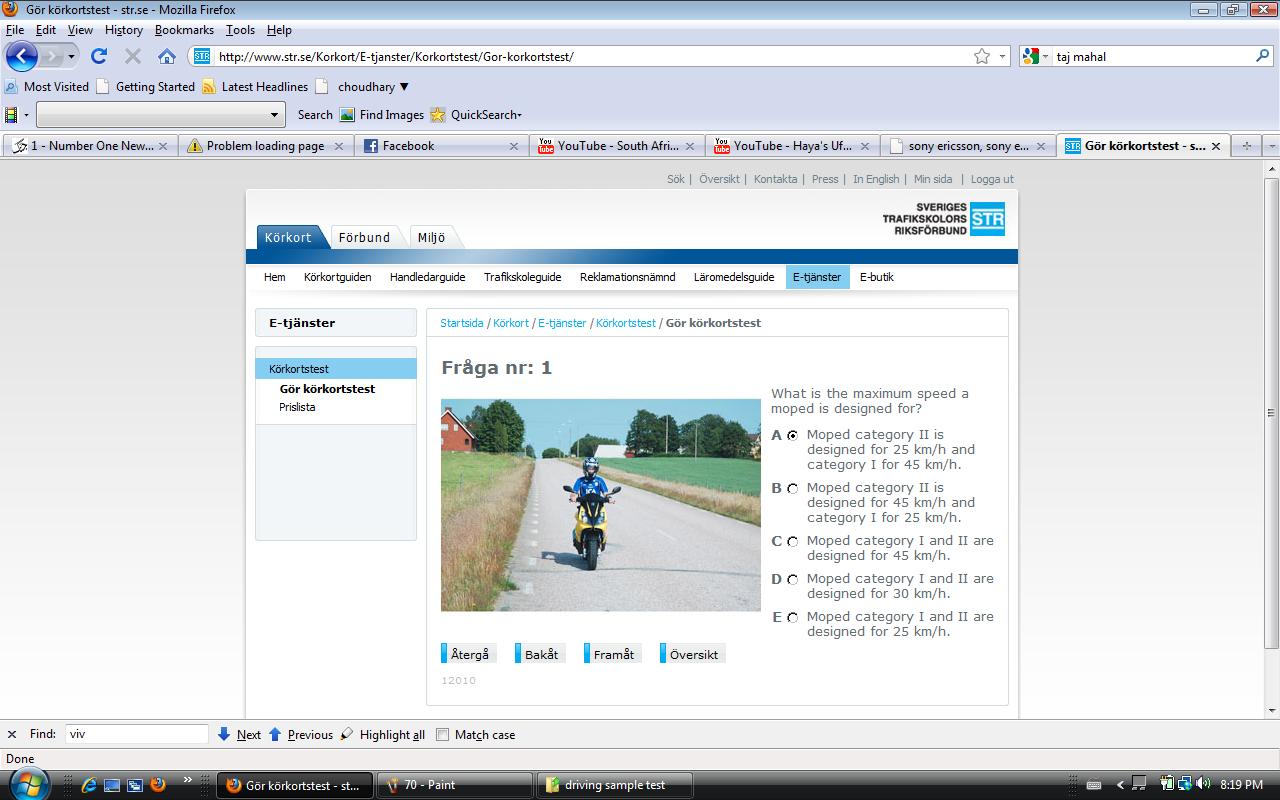 Gör körkortstest - str.se - Mozilla Firefox
File Edit View History Bookmarks Tools Help
STR http://www.str.se/Korkort/E-tjanster/Korkortstest/Gor-korkortstest/ taj mahal
Most Visited Getting Started Latest Headlines choudhary
Search Find Images QuickSearch
1 - Number One New... Problem loading page Facebook You Tube YouTube - South Afri... You Tube YouTube - Haya's Uf... sony ericsson, sony e... STR Gör körkortstest - s...
Sök | Översikt | Kontakta | Press | In English | Min sida | Logga ut
SVERIGES
TRAFIKSKOLORS
RIKSFÖRBUND
STR
Körkort Förbund Miljö
Hem Körkortguiden Handledarguide Trafikskoleguide Reklamationsnämnd Läromedelsguide E-tjänster E-butik
E-tjänster
Körkortstest
Gör körkortstest
Prislista
Startsida / Körkort / E-tjänster / Körkortstest / Gör körkortstest
Fråga nr: 1
What is the maximum speed a
moped is designed for?
A Moped category II is
designed for 25 km/h and
category I for 45 km/h.
B Moped category II is
designed for 45 km/h and
category I for 25 km/h.
C Moped category I and II are
designed for 45 km/h.
D Moped category I and II are
designed for 30 km/h.
E Moped category I and II are
designed for 25 km/h.
Återgå Bakåt Framåt Översikt
12010
Find: viv Next Previous Highlight all Match case
Done
Gör körkortstest - st... 70 - Paint driving sample test 8:19 PM